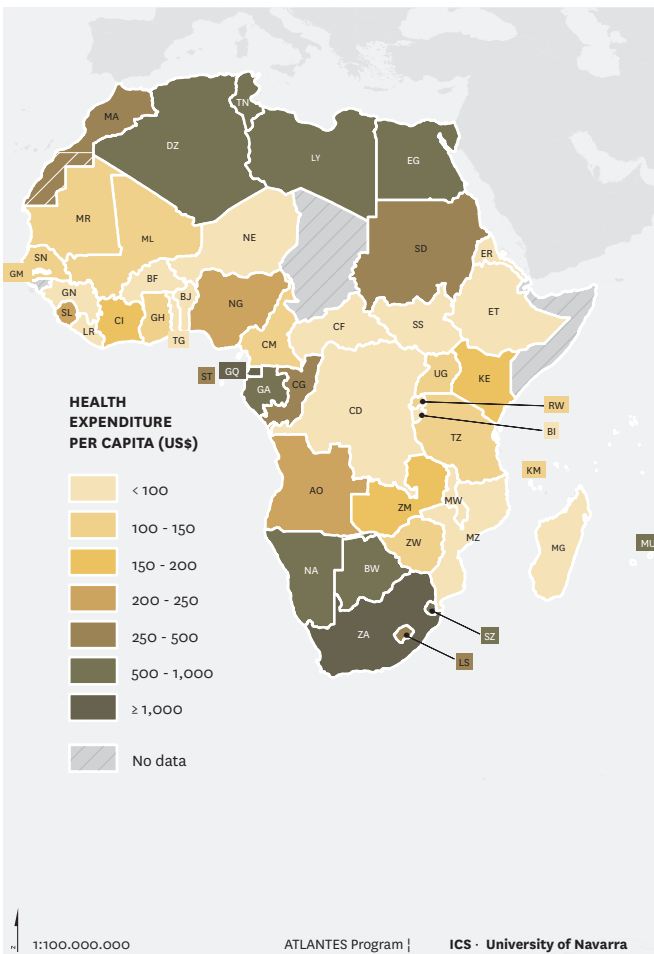 MA
TN
DZ
LY
EG
MR
ML
NE
SD
SN
GM
ER
BF
GN
BJ
SL
CI
GH
NG
ET
LR
TG
CF
SS
CM
GQ
ST
GA
CG
UG
KE
RW
CD
BI
TZ
KM
AO
MW
ZM
MU
ZW
MZ
MG
NA
BW
ZA
SZ
LS
HEALTH
EXPENDITURE
PER CAPITA (US$)
< 100
100 - 150
150 - 200
200 - 250
250 - 500
500 - 1,000
≥ 1,000
No data
N
1:100.000.000
ATLANTES Program ¦
ICS · University of Navarra